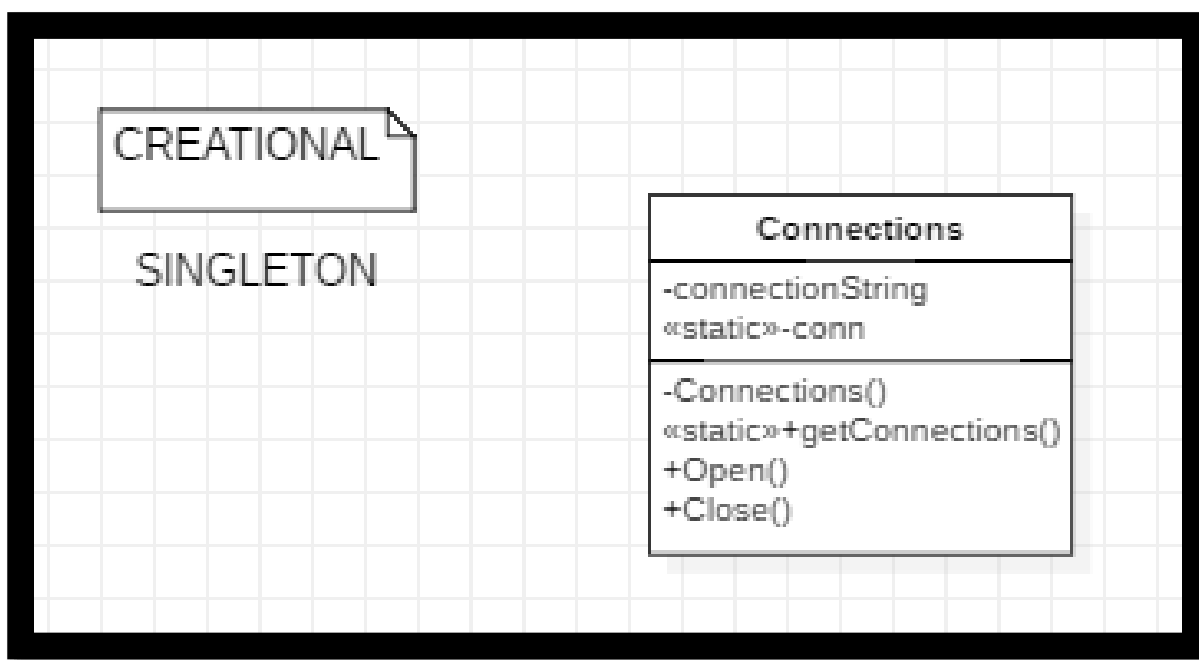 CREATIONAL
SINGLETON
Connections
-connectionString
«static»-conn
-Connections()
«static»+getConnections()
+Open()
+Close()